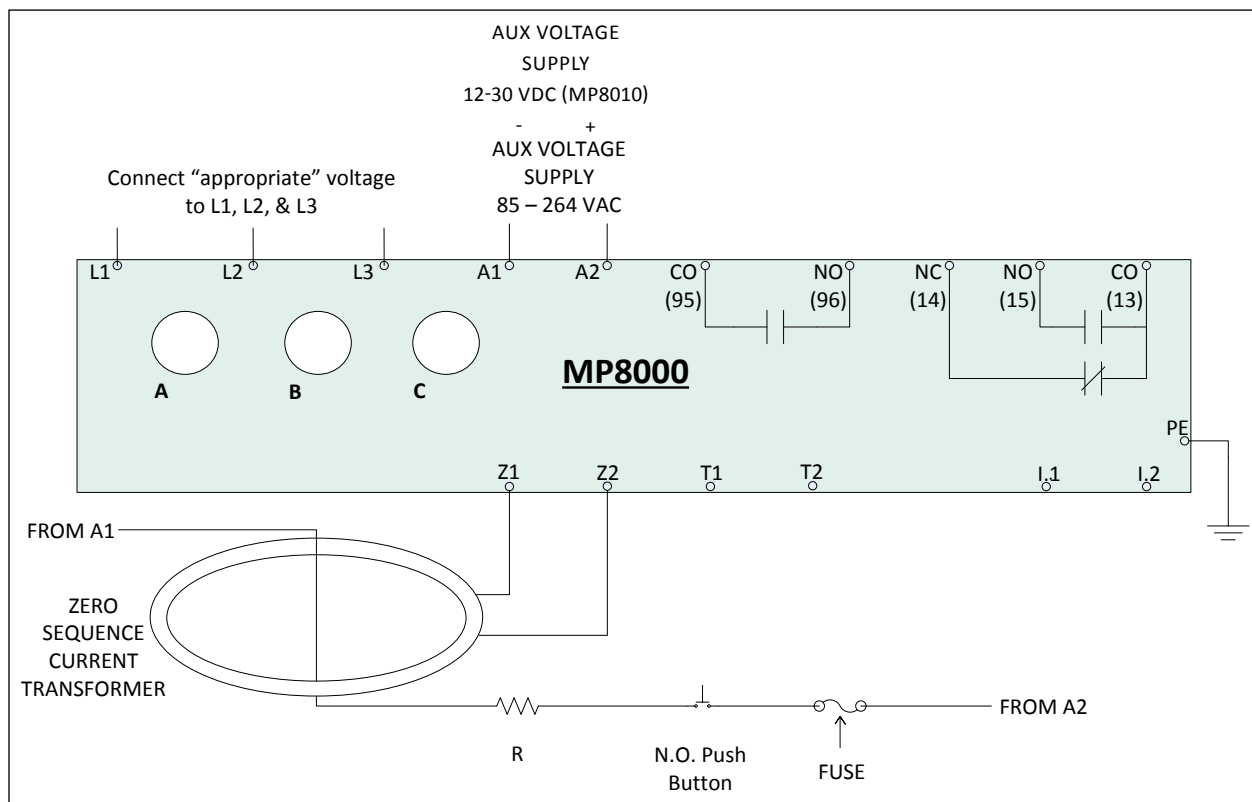 AUX VOLTAGE
SUPPLY
12-30 VDC (MP8010)
- +
AUX VOLTAGE
SUPPLY
85 – 264 VAC
Connect “appropriate” voltage
to L1, L2, & L3
L1 L2 L3 A1 A2 CO NO NC NO CO
(95) (96) (14) (15) (13)
MP8000
A B C
PE
Z1 Z2 T1 T2 I.1 I.2
FROM A1
ZERO
SEQUENCE
CURRENT
TRANSFORMER
FROM A2
R
N.O. Push
Button
FUSE